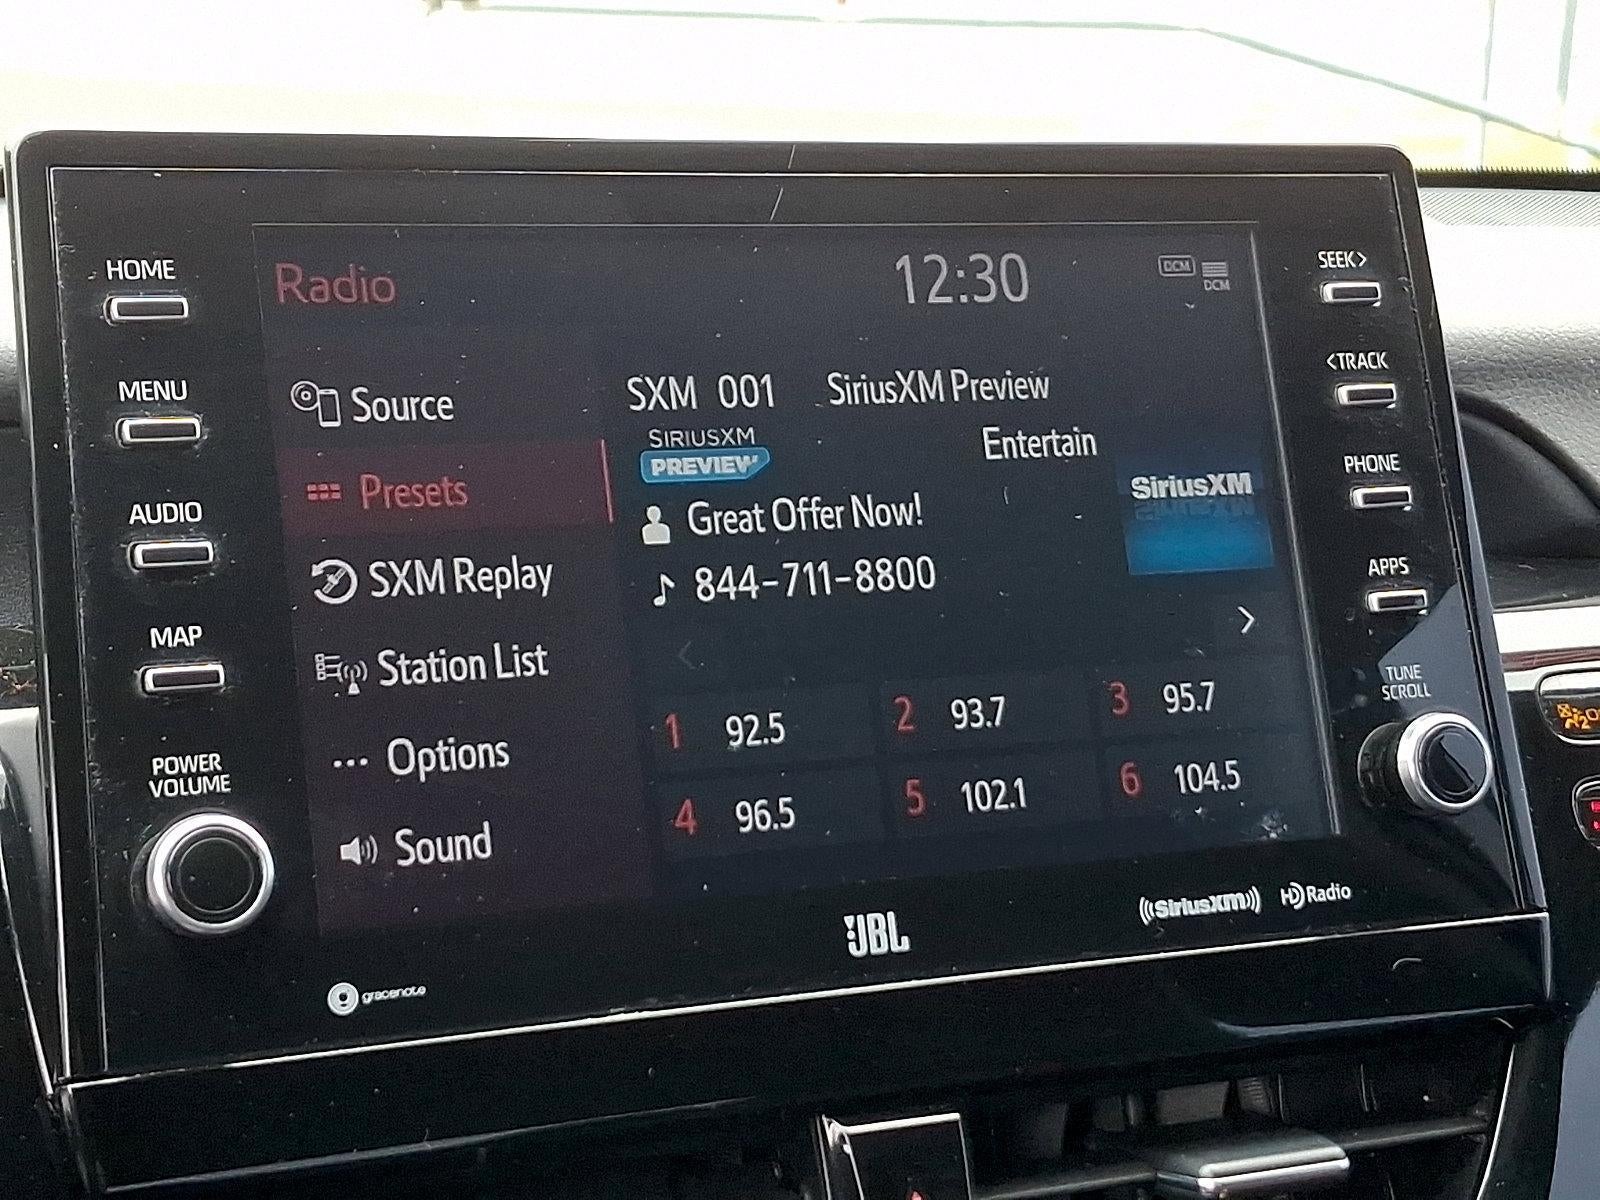 HOME
MENU
AUDIO
MAP
POWER
VOLUME
Radio
12:30
DCM
DCM
Source
Presets
SXM Replay
Station List
Options
Sound
SXM 001 SiriusXM Preview
SIRIUSXM
PREVIEW
Entertain
SiriusXM
Great Offer Now!
844-711-8800
1 92.5
2 93.7
3 95.7
4 96.5
5 102.1
6 104.5
SEEK>
<TRACK
PHONE
APPS
TUNE
SCROLL
gracenote
JBL
SiriusXM
HD Radio